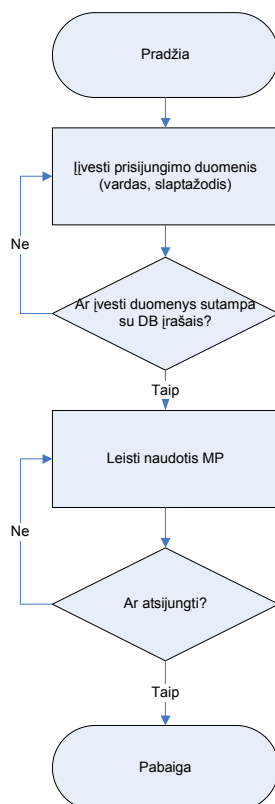 Pradžia
Įįvesti prisijungimo duomenis
(vardas, slaptažodis)
Ne
Ar įvesti duomenys sutampa
su DB įrašais?
Taip
Leisti naudotis MP
Ne
Ar atsijungti?
Taip
Pabaiga